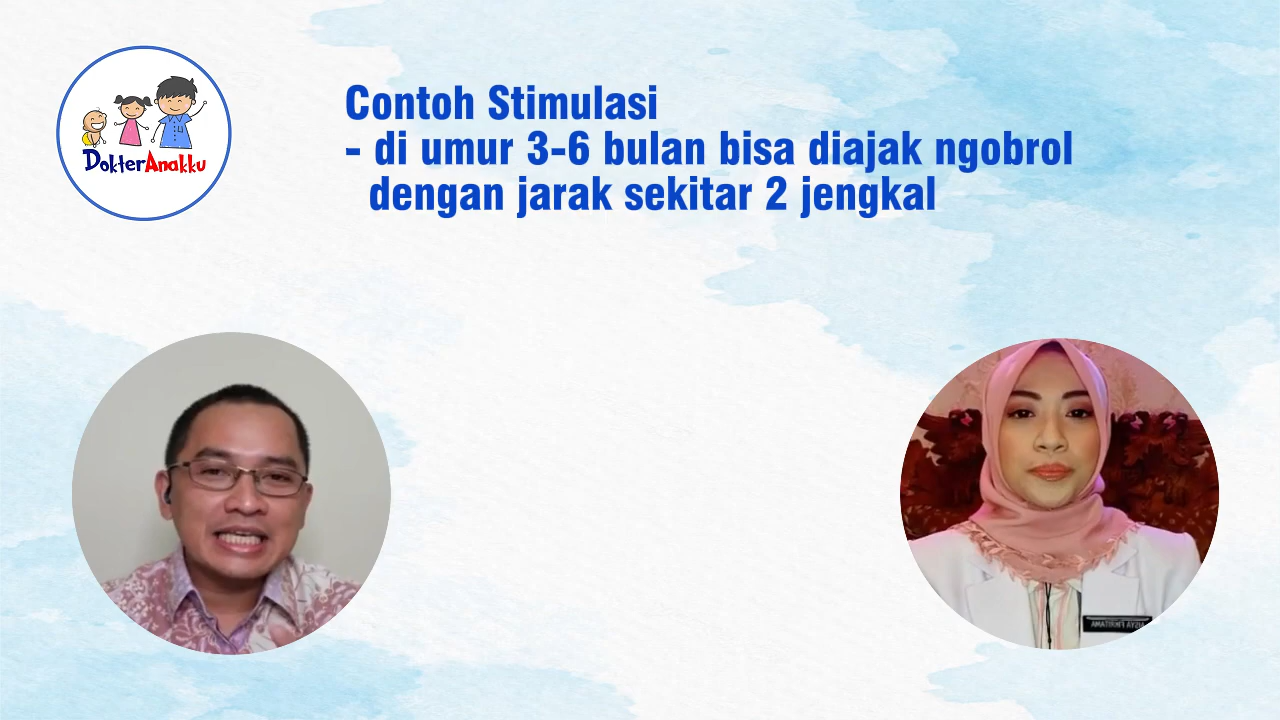 DokterAnakku
Contoh Stimulasi
- di umur 3-6 bulan bisa diajak ngobrol
dengan jarak sekitar 2 jengkal